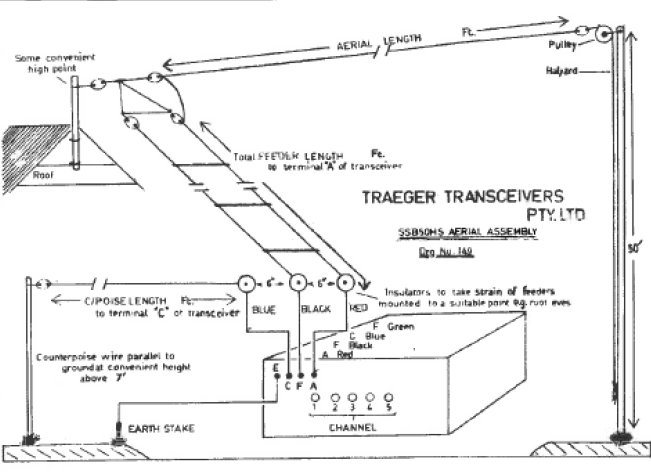 AERIAL LENGTH Ft.
Pulley
Some convenient
high point
Halyard
Roof
Total FEEDER LENGTH Ft.
to terminal "A" of transceiver
TRAEGER TRANSCEIVERS
PTY. LTD
SSB50HS AERIAL ASSEMBLY
Drg No. 149
50'
6" 6"
C/POISE LENGTH Ft.
to terminal "C" of transceiver
BLUE BLACK RED
Insulators to take strain of feeders
mounted to a suitable point e.g. roof eves
F Green
C Blue
F Black
A Red
Counterpoise wire parallel to
ground at convenient height
above 7'
E C F A
1 2 3 4 5
CHANNEL
EARTH STAKE